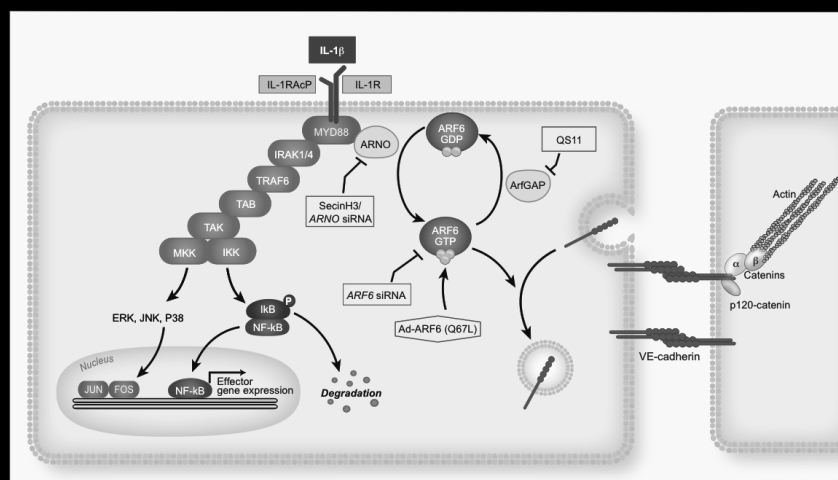 IL-1β
IL-1RAcP
IL-1R
MYD88
ARNO
IRAK1/4
TRAF6
TAB
TAK
MKK
IKK
SecinH3/
ARNO siRNA
ARF6
GDP
QS11
ArfGAP
ARF6
GTP
ARF6 siRNA
Ad-ARF6 (Q67L)
ERK, JNK, P38
IkB
P
NF-kB
Nucleus
JUN
FOS
NF-kB
Effector
gene expression
Degradation
Actin
α
β
Catenins
p120-catenin
VE-cadherin